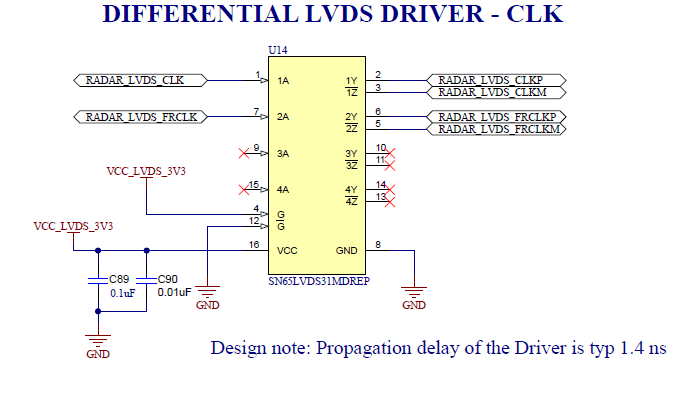 DIFFERENTIAL LVDS DRIVER - CLK
U14
RADAR_LVDS_CLK 1 1A 1Y 2 RADAR_LVDS_CLKP
1Z 3 RADAR_LVDS_CLKM
RADAR_LVDS_FRCLK 7 2A 2Y 6 RADAR_LVDS_FRCLKP
2Z 5 RADAR_LVDS_FRCLKM
9 3A 3Y 10
3Z 11
VCC_LVDS_3V3
15 4A 4Y 14
4Z 13
4 G
12 G
VCC_LVDS_3V3
16 VCC GND 8
SN65LVDS31MDREP
C89
0.1uF
C90
0.01uF
GND
GND
GND
Design note: Propagation delay of the Driver is typ 1.4 ns